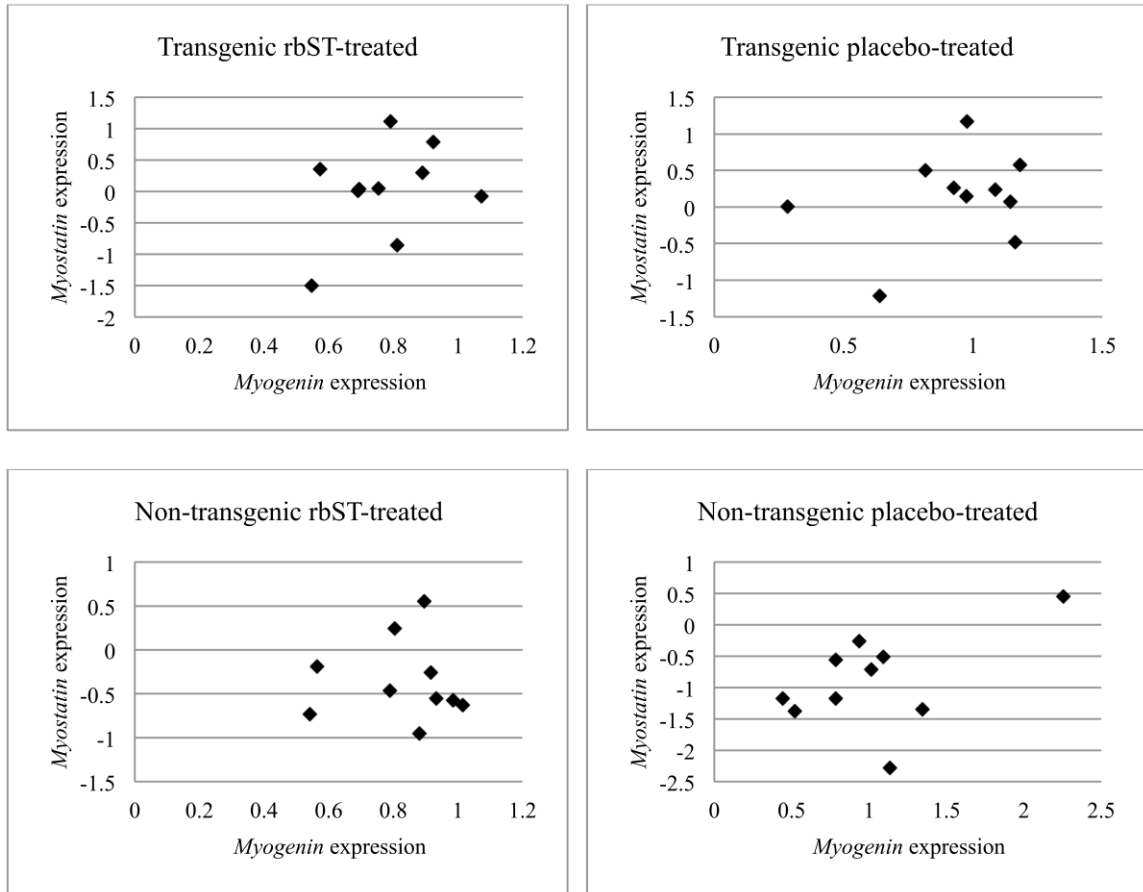 Transgenic rbST-treated
Myostatin expression
1.5
1
0.5
0
-0.5
-1
-1.5
-2
0 0.2 0.4 0.6 0.8 1 1.2
Myogenin expression
Transgenic placebo-treated
Myostatin expression
1.5
1
0.5
0
-0.5
-1
-1.5
0 0.5 1 1.5
Myogenin expression
Non-transgenic rbST-treated
Myostatin expression
1
0.5
0
-0.5
-1
-1.5
0 0.2 0.4 0.6 0.8 1 1.2
Myogenin expression
Non-transgenic placebo-treated
Myostatin expression
1
0.5
0
-0.5
-1
-1.5
-2
-2.5
0 0.5 1 1.5 2 2.5
Myogenin expression